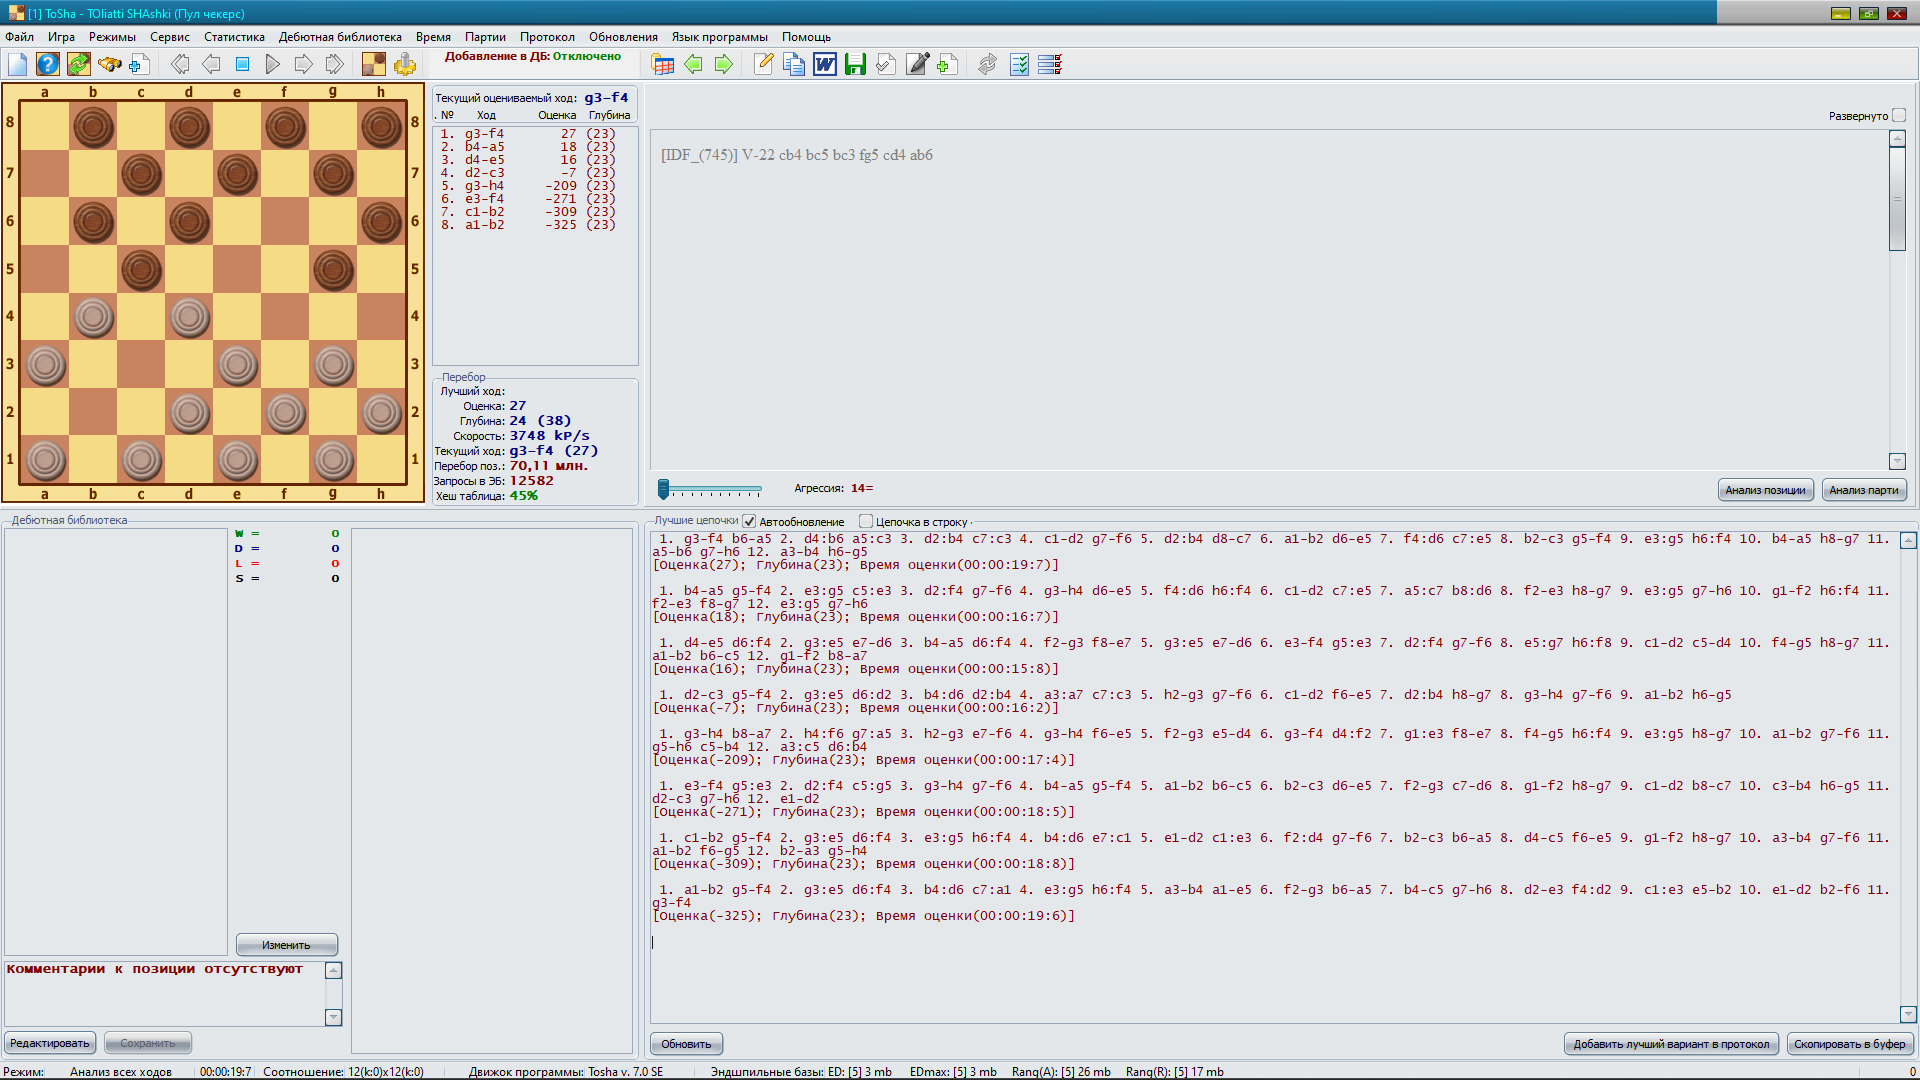 [1] ToSha - TOliatti SHAshki (Пул чекерс)
Файл Игра Режимы Сервис Статистика Дебютная библиотека Время Партии Протокол Обновления Язык программы Помощь
Добавление в ДБ: Отключено
a b c d e f g h
8 8
7 7
6 6
5 5
4 4
3 3
2 2
1 1
a b c d e f g h
Текущий оцениваемый ход: g3-f4
. № Ход Оценка Глубина
1. g3-f4 27 (23)
2. b4-a5 18 (23)
3. d4-e5 16 (23)
4. d2-c3 -7 (23)
5. g3-h4 -209 (23)
6. e3-f4 -271 (23)
7. c1-b2 -309 (23)
8. a1-b2 -325 (23)
Перебор
Лучший ход:
Оценка: 27
Глубина: 24 (38)
Скорость: 3748 kP/s
Текущий ход: g3-f4 (27)
Перебор поз.: 70,11 млн.
Запросы в ЭБ: 12582
Хеш таблица: 45%
Развернуто
[IDF_(745)] V-22 cb4 bc5 bc3 fg5 cd4 ab6
Агрессия: 14=
Анализ позиции
Анализ парти
Дебютная библиотека
W = 0
D = 0
L = 0
S = 0
Изменить
Комментарии к позиции отсутствуют
Редактировать
Сохранить
Лучшие цепочки Автообновление Цепочка в строку
1. g3-f4 b6-a5 2. d4:b6 a5:c3 3. d2:b4 c7:c3 4. c1-d2 g7-f6 5. d2:b4 d8-c7 6. a1-b2 d6-e5 7. f4:d6 c7:e5 8. b2-c3 g5-f4 9. e3:g5 h6:f4 10. b4-a5 h8-g7 11.
a5-b6 g7-h6 12. a3-b4 h6-g5
[Оценка(27); Глубина(23); Время оценки(00:00:19:7)]
1. b4-a5 g5-f4 2. e3:g5 c5:e3 3. d2:f4 g7-f6 4. g3-h4 d6-e5 5. f4:d6 h6:f4 6. c1-d2 c7:e5 7. a5:c7 b8:d6 8. f2-e3 h8-g7 9. e3:g5 g7-h6 10. g1-f2 h6:f4 11.
f2-e3 f8-g7 12. e3:g5 g7-h6
[Оценка(18); Глубина(23); Время оценки(00:00:16:7)]
1. d4-e5 d6:f4 2. g3:e5 e7-d6 3. b4-a5 d6:f4 4. f2-g3 f8-e7 5. g3:e5 e7-d6 6. e3-f4 g5:e3 7. d2:f4 g7-f6 8. e5:g7 h6:f8 9. c1-d2 c5-d4 10. f4-g5 h8-g7 11.
a1-b2 b6-c5 12. g1-f2 b8-a7
[Оценка(16); Глубина(23); Время оценки(00:00:15:8)]
1. d2-c3 g5-f4 2. g3:e5 d6:d2 3. b4:d6 d2:b4 4. a3:a7 c7:c3 5. h2-g3 g7-f6 6. c1-d2 f6-e5 7. d2:b4 h8-g7 8. g3-h4 g7-f6 9. a1-b2 h6-g5
[Оценка(-7); Глубина(23); Время оценки(00:00:16:2)]
1. g3-h4 b8-a7 2. h4:f6 g7:a5 3. h2-g3 e7-f6 4. g3-h4 f6-e5 5. f2-g3 e5-d4 6. g3-f4 d4:f2 7. g1:e3 f8-e7 8. f4-g5 h6:f4 9. e3:g5 h8-g7 10. a1-b2 g7-f6 11.
g5-h6 c5-b4 12. a3:c5 d6:b4
[Оценка(-209); Глубина(23); Время оценки(00:00:17:4)]
1. e3-f4 g5:e3 2. d2:f4 c5:g5 3. g3-h4 g7-f6 4. b4-a5 g5-f4 5. a1-b2 b6-c5 6. b2-c3 d6-e5 7. f2-g3 c7-d6 8. g1-f2 h8-g7 9. c1-d2 b8-c7 10. c3-b4 h6-g5 11.
d2-c3 g7-h6 12. e1-d2
[Оценка(-271); Глубина(23); Время оценки(00:00:18:5)]
1. c1-b2 g5-f4 2. g3:e5 d6:f4 3. e3:g5 h6:f4 4. b4:d6 e7:c1 5. e1-d2 c1:e3 6. f2:d4 g7-f6 7. b2-c3 b6-a5 8. d4-c5 f6-e5 9. g1-f2 h8-g7 10. a3-b4 g7-f6 11.
a1-b2 f6-g5 12. b2-a3 g5-h4
[Оценка(-309); Глубина(23); Время оценки(00:00:18:8)]
1. a1-b2 g5-f4 2. g3:e5 d6:f4 3. b4:d6 c7:a1 4. e3:g5 h6:f4 5. a3-b4 a1-e5 6. f2-g3 b6-a5 7. b4-c5 g7-h6 8. d2-e3 f4:d2 9. c1:e3 e5-b2 10. e1-d2 b2-f6 11.
g3-f4
[Оценка(-325); Глубина(23); Время оценки(00:00:19:6)]
Обновить
Добавить лучший вариант в протокол
Скопировать в буфер
Режим: Анализ всех ходов 00:00:19:7 Соотношение: 12(k:0)x12(k:0) Движок программы: Tosha v. 7.0 SE Эндшпильные базы: ED: [5] 3 mb EDmax: [5] 3 mb Rang(A): [5] 26 mb Rang(R): [5] 17 mb 0